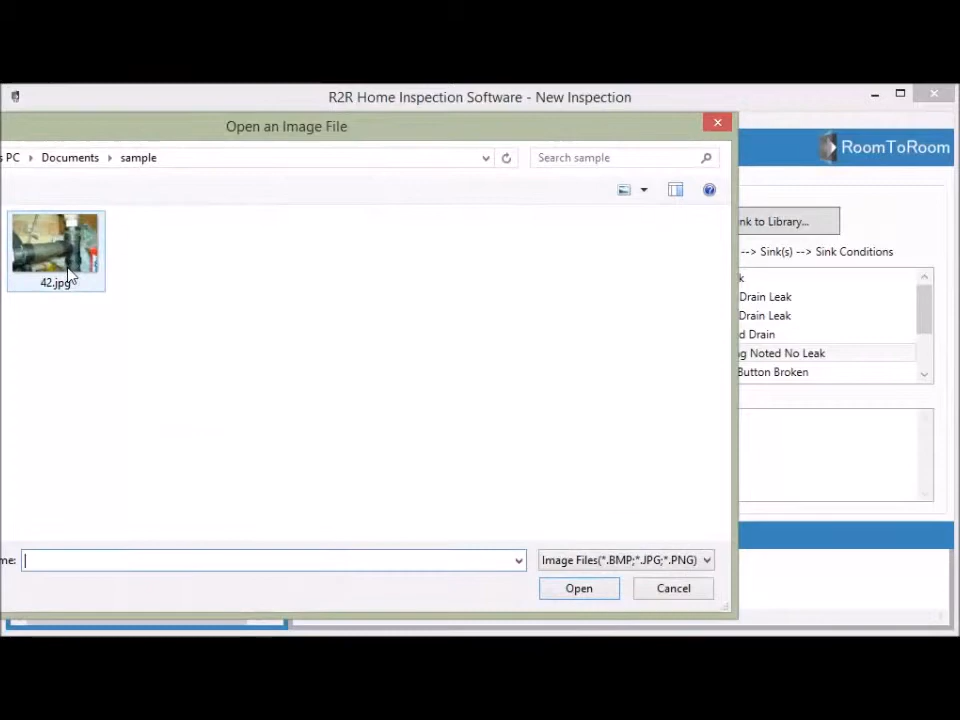 R2R Home Inspection Software - New Inspection
Open an Image File
RoomToRoom
PC
Documents
sample
Search sample
to Library...
--> Sink(s) --> Sink Conditions
42.jpg
Drain Leak
Drain Leak
Drain
Noted No Leak
Button Broken
Image Files(*.BMP;*.JPG;*.PNG)
Open
Cancel